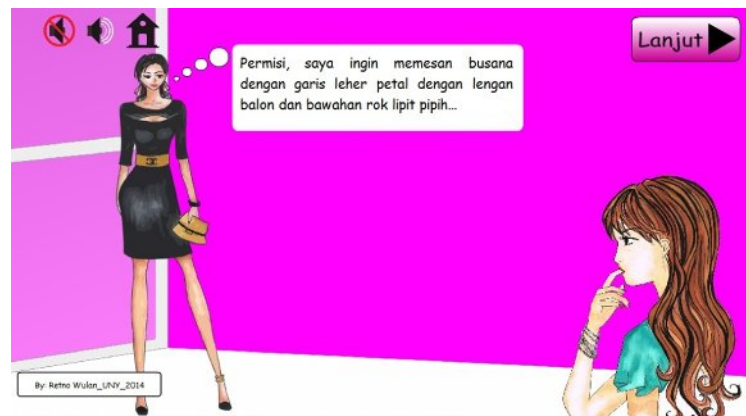 Lanjut
Permisi, saya ingin memesan busana
dengan garis leher petal dengan lengan
balon dan bawahan rok lipit pipih...
By: Retno Wulan_UNY_2014